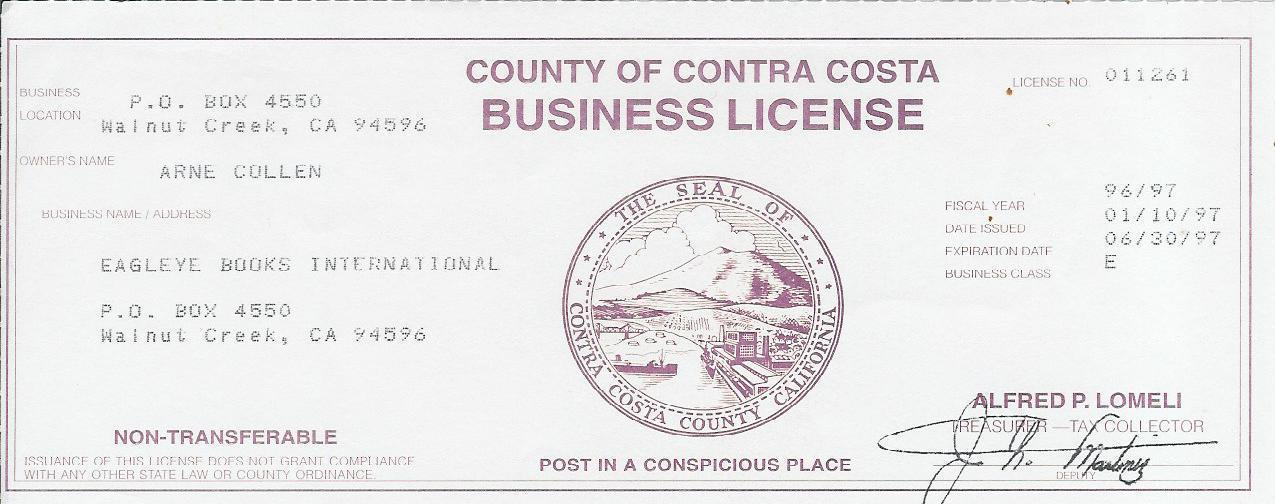 COUNTY OF CONTRA COSTA
BUSINESS LICENSE
LICENSE NO. 011261
BUSINESS LOCATION
P.O. BOX 4550
Walnut Creek, CA 94596
OWNER'S NAME
ARNE COLLEN
BUSINESS NAME / ADDRESS
EAGLEYE BOOKS INTERNATIONAL
P.O. BOX 4550
Walnut Creek, CA 94596
THE SEAL OF
CONTRA COSTA COUNTY CALIFORNIA
FISCAL YEAR 96/97
DATE ISSUED 01/10/97
EXPIRATION DATE 06/30/97
BUSINESS CLASS E
NON-TRANSFERABLE
ISSUANCE OF THIS LICENSE DOES NOT GRANT COMPLIANCE
WITH ANY OTHER STATE LAW OR COUNTY ORDINANCE.
POST IN A CONSPICIOUS PLACE
ALFRED P. LOMELI
TREASURER — TAX COLLECTOR
J. R. Martinez
DEPUTY